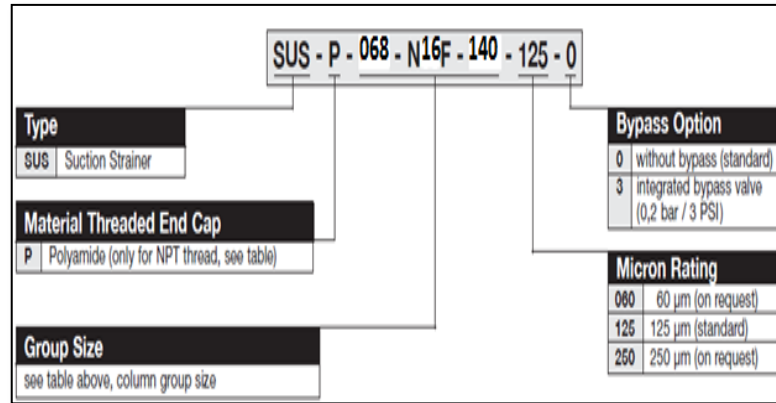 SUS - P - 068 - N16F - 140 - 125 - 0
Type
SUS Suction Strainer
Material Threaded End Cap
P Polyamide (only for NPT thread, see table)
Group Size
see table above, column group size
Bypass Option
0 without bypass (standard)
3 integrated bypass valve
(0,2 bar / 3 PSI)
Micron Rating
060 60 µm (on request)
125 125 µm (standard)
250 250 µm (on request)